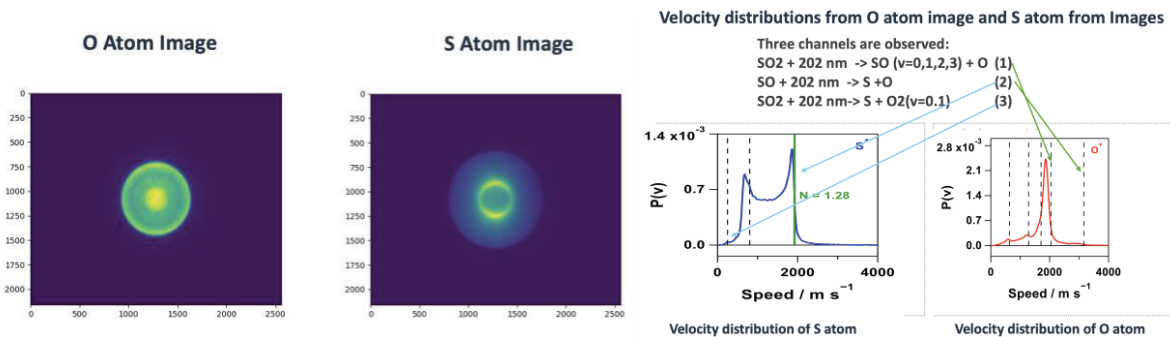 O Atom Image
0
250
500
750
1000
1250
1500
1750
2000
0 500 1000 1500 2000 2500
S Atom Image
0
250
500
750
1000
1250
1500
1750
2000
0 500 1000 1500 2000 2500
Velocity distributions from O atom image and S atom from Images
Three channels are observed:
SO2 + 202 nm -> SO (v=0,1,2,3) + O (1)
SO + 202 nm -> S +O (2)
SO2 + 202 nm-> S + O2(v=0.1) (3)
1.4 x10⁻³
S⁺
0.7
P(v)
N = 1.28
0.0
0 2000 4000
Speed / m s⁻¹
Velocity distribution of S atom
2.8 x10⁻³
O⁺
2.1
1.4
P(v)
0.7
0.0
0 2000 4000
Speed / m s⁻¹
Velocity distribution of O atom